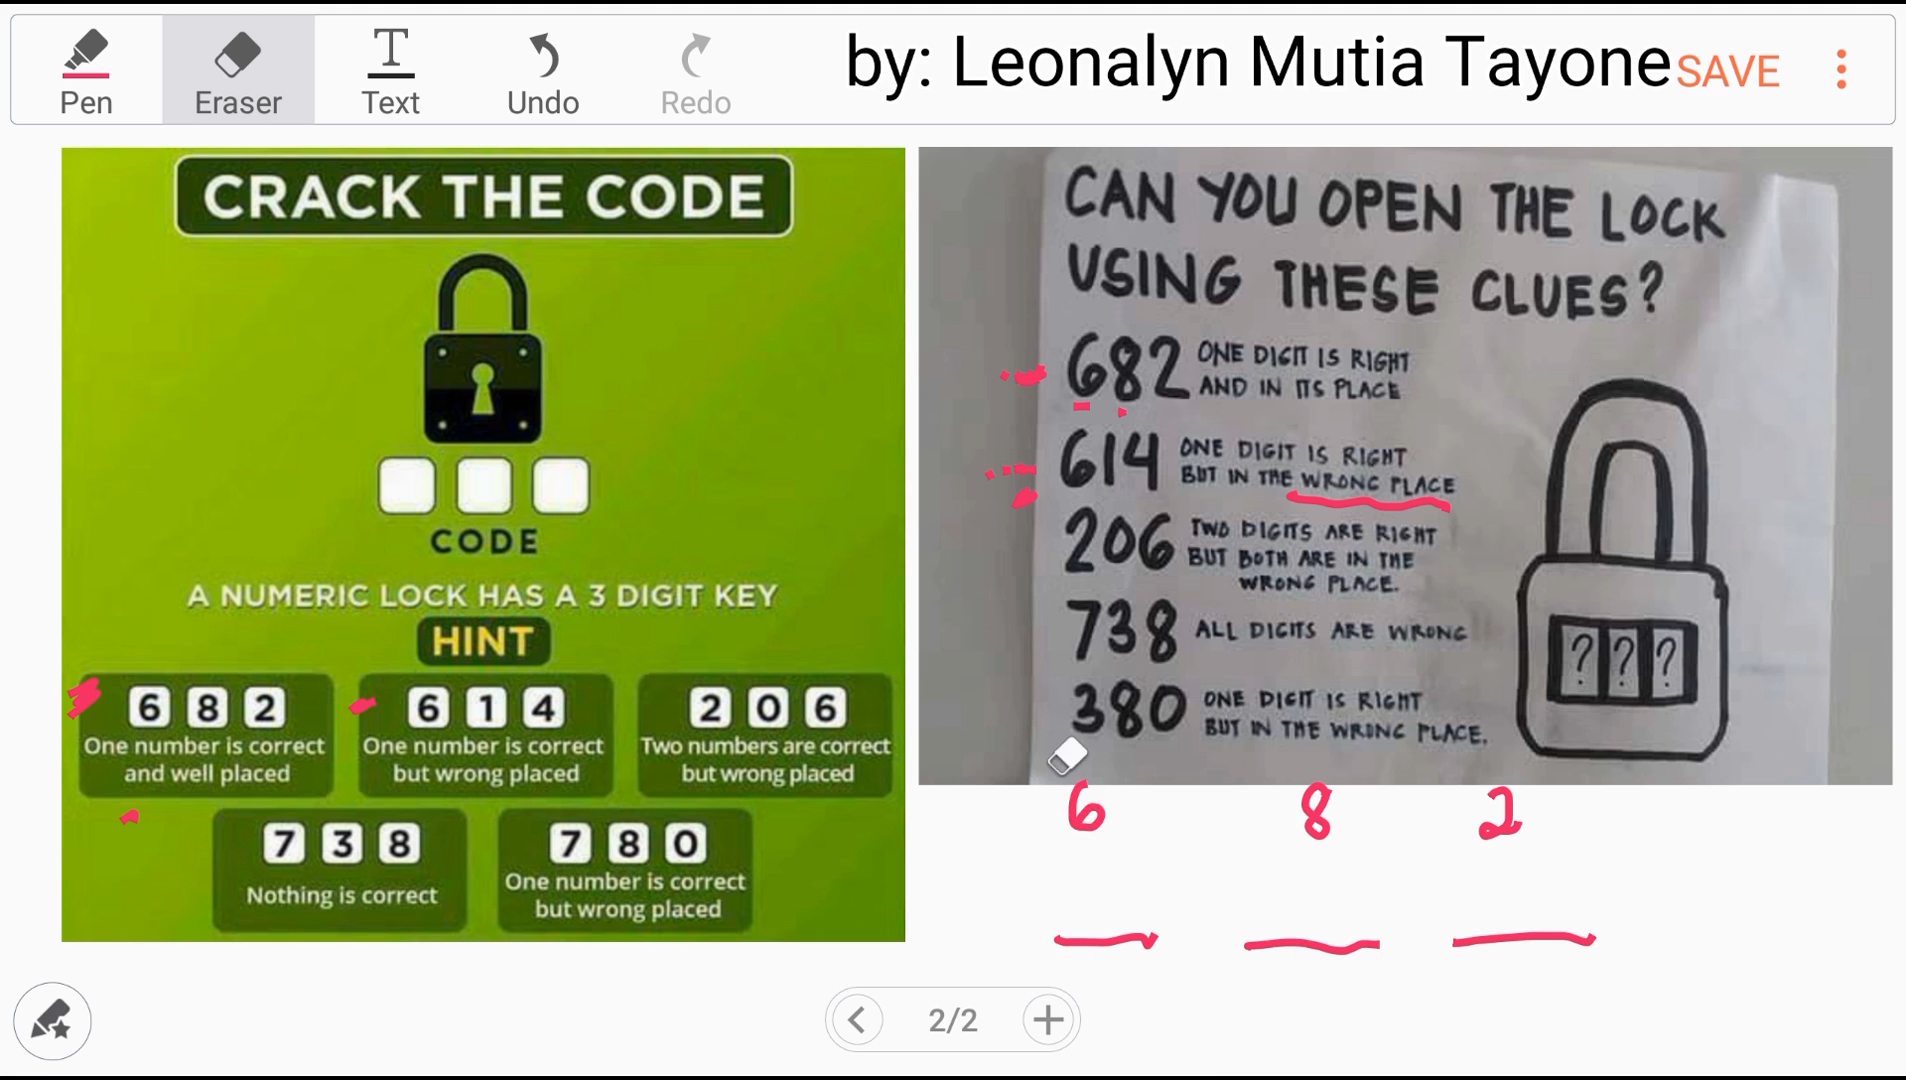 Pen
Eraser
Text
Undo
Redo
by: Leonalyn Mutia Tayone
SAVE
CRACK THE CODE
CODE
A NUMERIC LOCK HAS A 3 DIGIT KEY
HINT
6 8 2
One number is correct
and well placed
6 1 4
One number is correct
but wrong placed
2 0 6
Two numbers are correct
but wrong placed
7 3 8
Nothing is correct
7 8 0
One number is correct
but wrong placed
CAN YOU OPEN THE LOCK
USING THESE CLUES?
682 ONE DIGIT IS RIGHT
AND IN ITS PLACE
614 ONE DIGIT IS RIGHT
BUT IN THE WRONG PLACE
206 TWO DIGITS ARE RIGHT
BUT BOTH ARE IN THE
WRONG PLACE.
738 ALL DIGITS ARE WRONG
380 ONE DIGIT IS RIGHT
BUT IN THE WRONG PLACE.
? ? ?
6 8 2
2/2